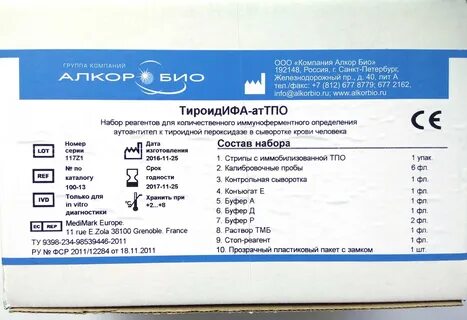 ГРУППА КОМПАНИЙ
АЛКОР БИО
ООО «Компания Алкор Био»
192148, Россия, г. Санкт-Петербург,
Железнодорожный пр., д. 40, лит А
тел./факс: +7 (812) 677 8779; 677 2162,
info@alkorbio.ru, www.alkorbio.ru
ТироидИФА-атТПО
Набор реагентов для количественного иммуноферментного определения
аутоантител к тироидной пероксидазе в сыворотке крови человека
CE
LOT
Номер серии
117Z1
Дата изготовления
2016-11-25
REF
№ по каталогу
100-13
Срок годности
2017-11-25
IVD
Только для in vitro диагностики
Хранить при
+2...+8
EC REP
MediMark Europe.
11 rue E.Zola 38100 Grenoble. France
ТУ 9398-234-98539446-2011
РУ № ФСР 2011/12284 от 18.11.2011
Состав набора
1. Стрипы с иммобилизованной ТПО 1 упак.
2. Калибровочные пробы 6 фл.
3. Контрольная сыворотка 1 фл.
4. Конъюгат Е 1 фл.
5. Буфер А 1 фл.
6. Буфер Д 1 фл.
7. Буфер Р 2 фл.
8. Раствор ТМБ 1 фл.
9. Стоп-реагент 1 фл.
10. Прозрачный пластиковый пакет с замком 1 шт.